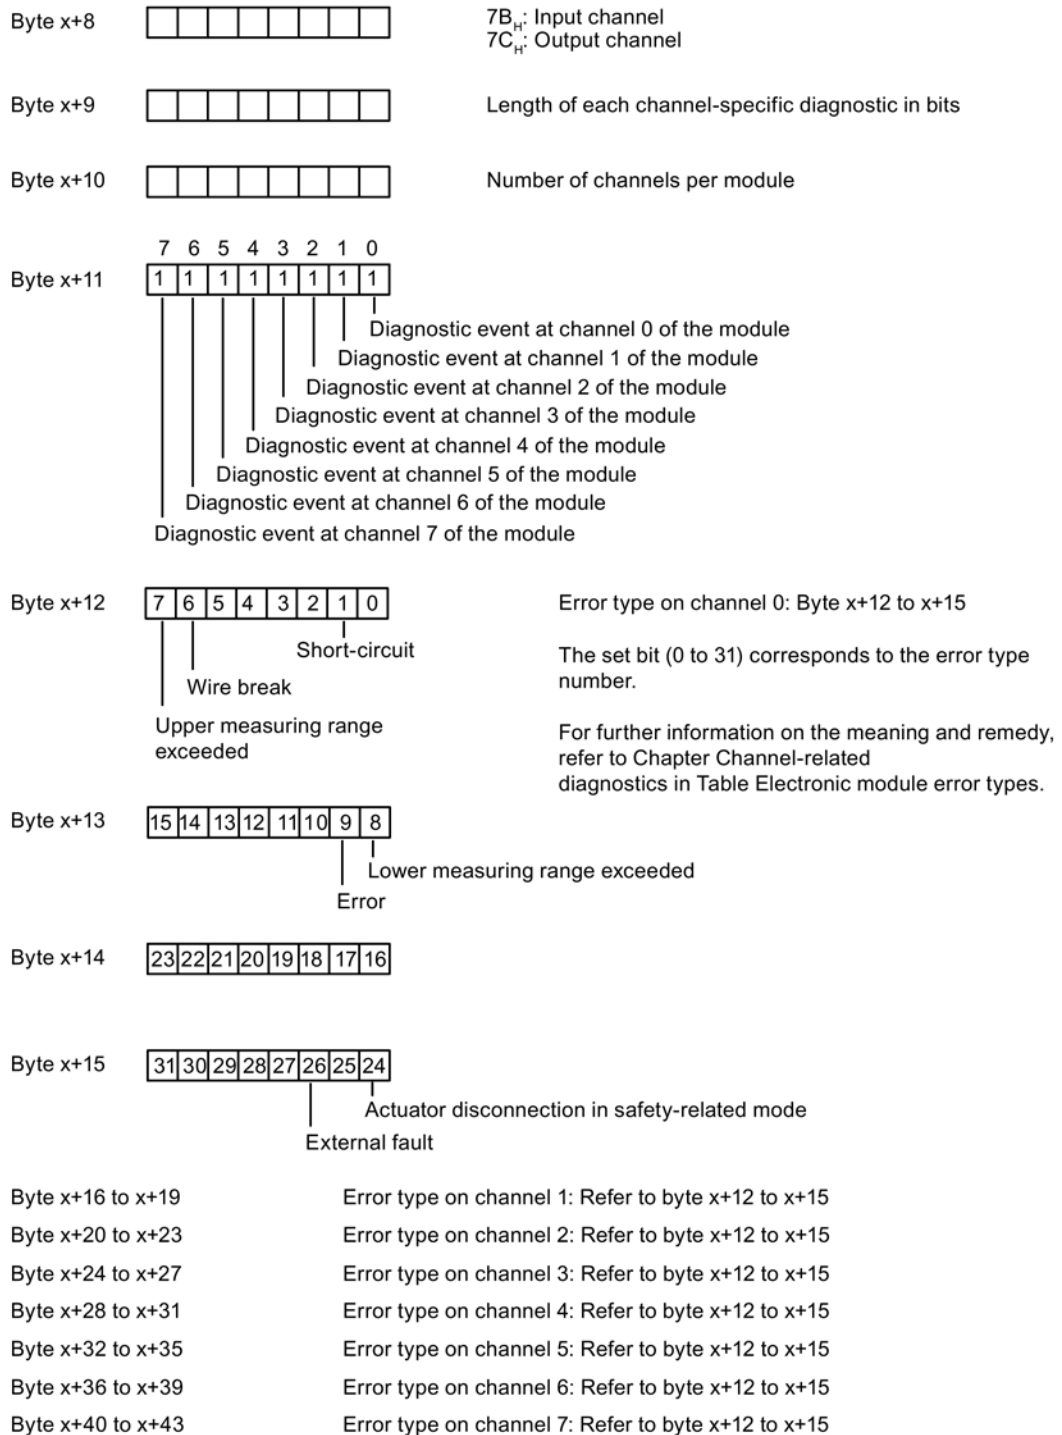 Byte x+8
7BH: Input channel
7CH: Output channel
Byte x+9
Length of each channel-specific diagnostic in bits
Byte x+10
Number of channels per module
7 6 5 4 3 2 1 0
Byte x+11
1 1 1 1 1 1 1 1
Diagnostic event at channel 0 of the module
Diagnostic event at channel 1 of the module
Diagnostic event at channel 2 of the module
Diagnostic event at channel 3 of the module
Diagnostic event at channel 4 of the module
Diagnostic event at channel 5 of the module
Diagnostic event at channel 6 of the module
Diagnostic event at channel 7 of the module
Byte x+12
7 6 5 4 3 2 1 0
Short-circuit
Wire break
Upper measuring range
exceeded
Error type on channel 0: Byte x+12 to x+15
The set bit (0 to 31) corresponds to the error type
number.
For further information on the meaning and remedy,
refer to Chapter Channel-related
diagnostics in Table Electronic module error types.
Byte x+13
15 14 13 12 11 10 9 8
Lower measuring range exceeded
Error
Byte x+14
23 22 21 20 19 18 17 16
Byte x+15
31 30 29 28 27 26 25 24
Actuator disconnection in safety-related mode
External fault
Byte x+16 to x+19 Error type on channel 1: Refer to byte x+12 to x+15
Byte x+20 to x+23 Error type on channel 2: Refer to byte x+12 to x+15
Byte x+24 to x+27 Error type on channel 3: Refer to byte x+12 to x+15
Byte x+28 to x+31 Error type on channel 4: Refer to byte x+12 to x+15
Byte x+32 to x+35 Error type on channel 5: Refer to byte x+12 to x+15
Byte x+36 to x+39 Error type on channel 6: Refer to byte x+12 to x+15
Byte x+40 to x+43 Error type on channel 7: Refer to byte x+12 to x+15